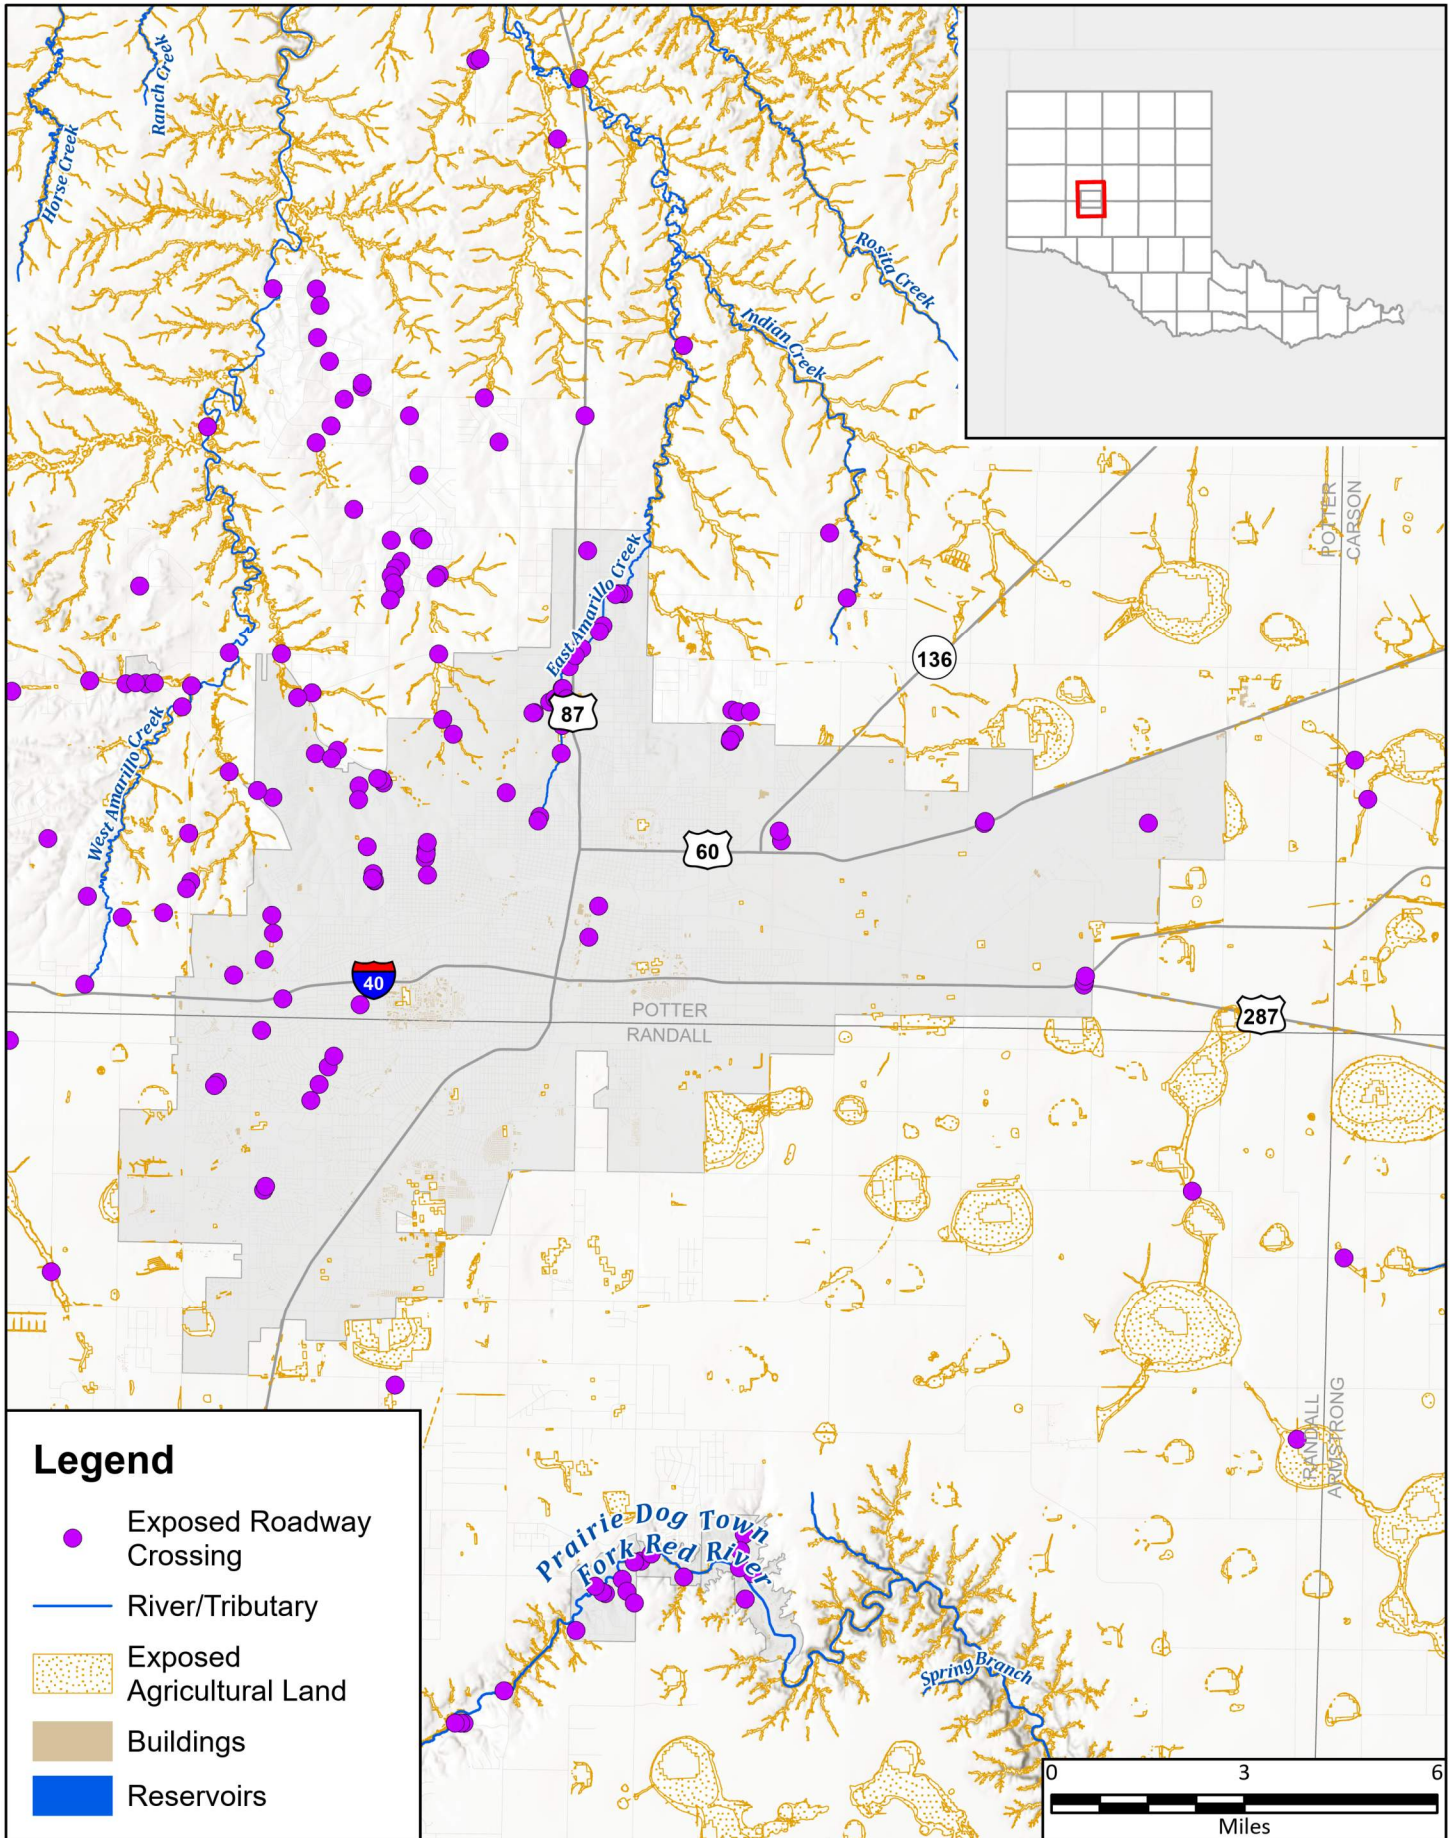 Horse Creek
Ranch Creek
Rosita Creek
Indian Creek
East Amarillo Creek
West Amarillo Creek
POTTER
CARSON
136
87
60
40
287
POTTER
RANDALL
RANDALL
ARMSTRONG
Prairie Dog Town
Fork Red River
Spring Branch
Legend
Exposed Roadway
Crossing
River/Tributary
Exposed
Agricultural Land
Buildings
Reservoirs
0 3 6
Miles